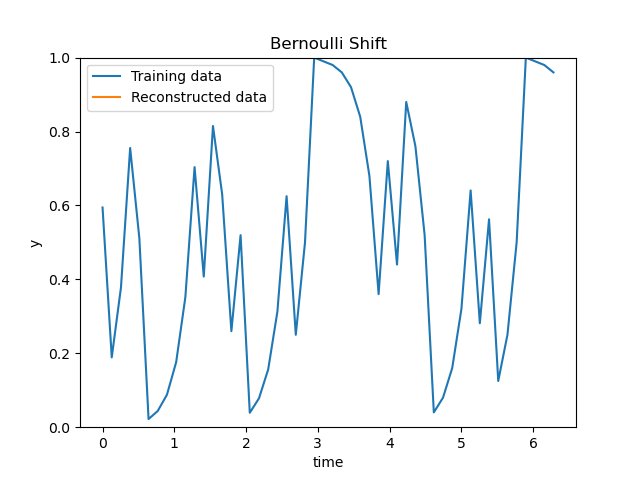 Bernoulli Shift
Training data
Reconstructed data
1.0
0.8
0.6
0.4
0.2
0.0
y
0 1 2 3 4 5 6
time